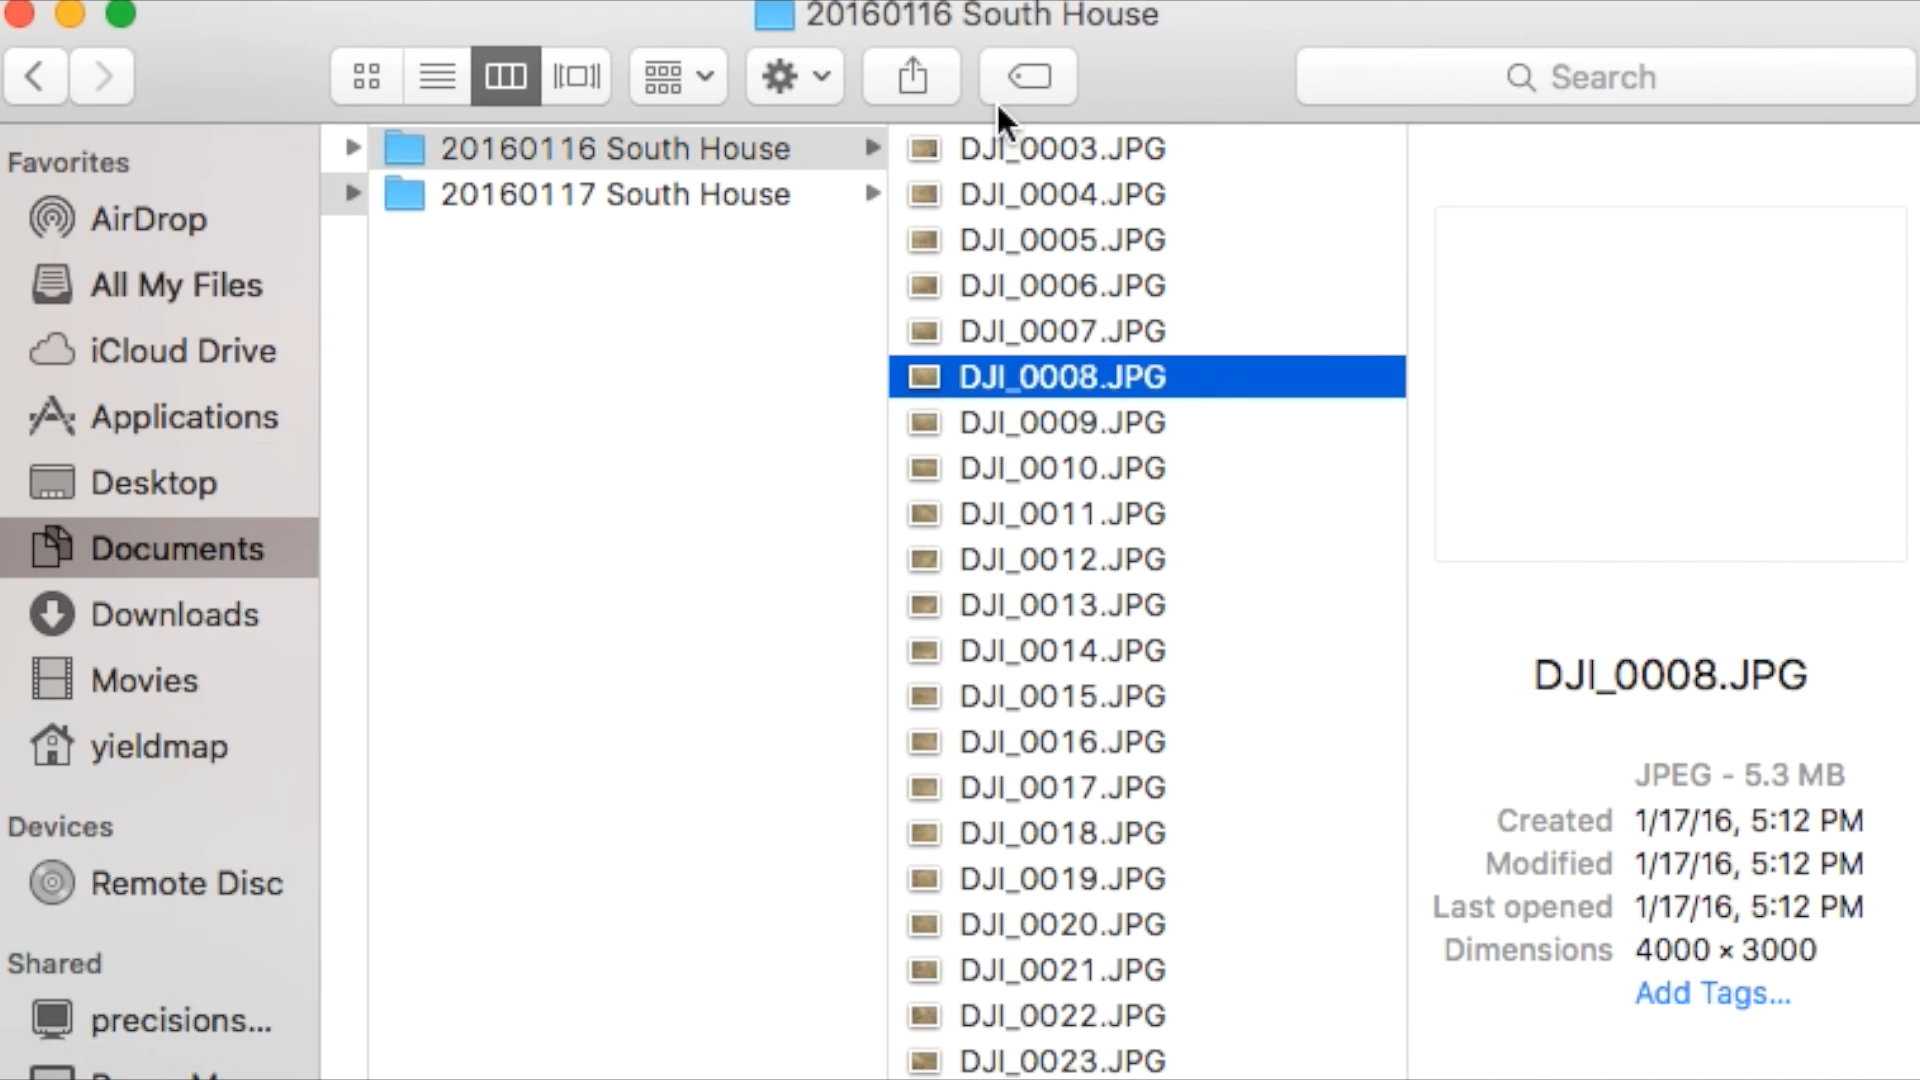 20160116 South House
Search
Favorites
AirDrop
All My Files
iCloud Drive
Applications
Desktop
Documents
Downloads
Movies
yieldmap
Devices
Remote Disc
Shared
precisions...
20160116 South House
20160117 South House
DJI_0003.JPG
DJI_0004.JPG
DJI_0005.JPG
DJI_0006.JPG
DJI_0007.JPG
DJI_0008.JPG
DJI_0009.JPG
DJI_0010.JPG
DJI_0011.JPG
DJI_0012.JPG
DJI_0013.JPG
DJI_0014.JPG
DJI_0015.JPG
DJI_0016.JPG
DJI_0017.JPG
DJI_0018.JPG
DJI_0019.JPG
DJI_0020.JPG
DJI_0021.JPG
DJI_0022.JPG
DJI_0023.JPG
DJI_0008.JPG
JPEG - 5.3 MB
Created 1/17/16, 5:12 PM
Modified 1/17/16, 5:12 PM
Last opened 1/17/16, 5:12 PM
Dimensions 4000 × 3000
Add Tags...